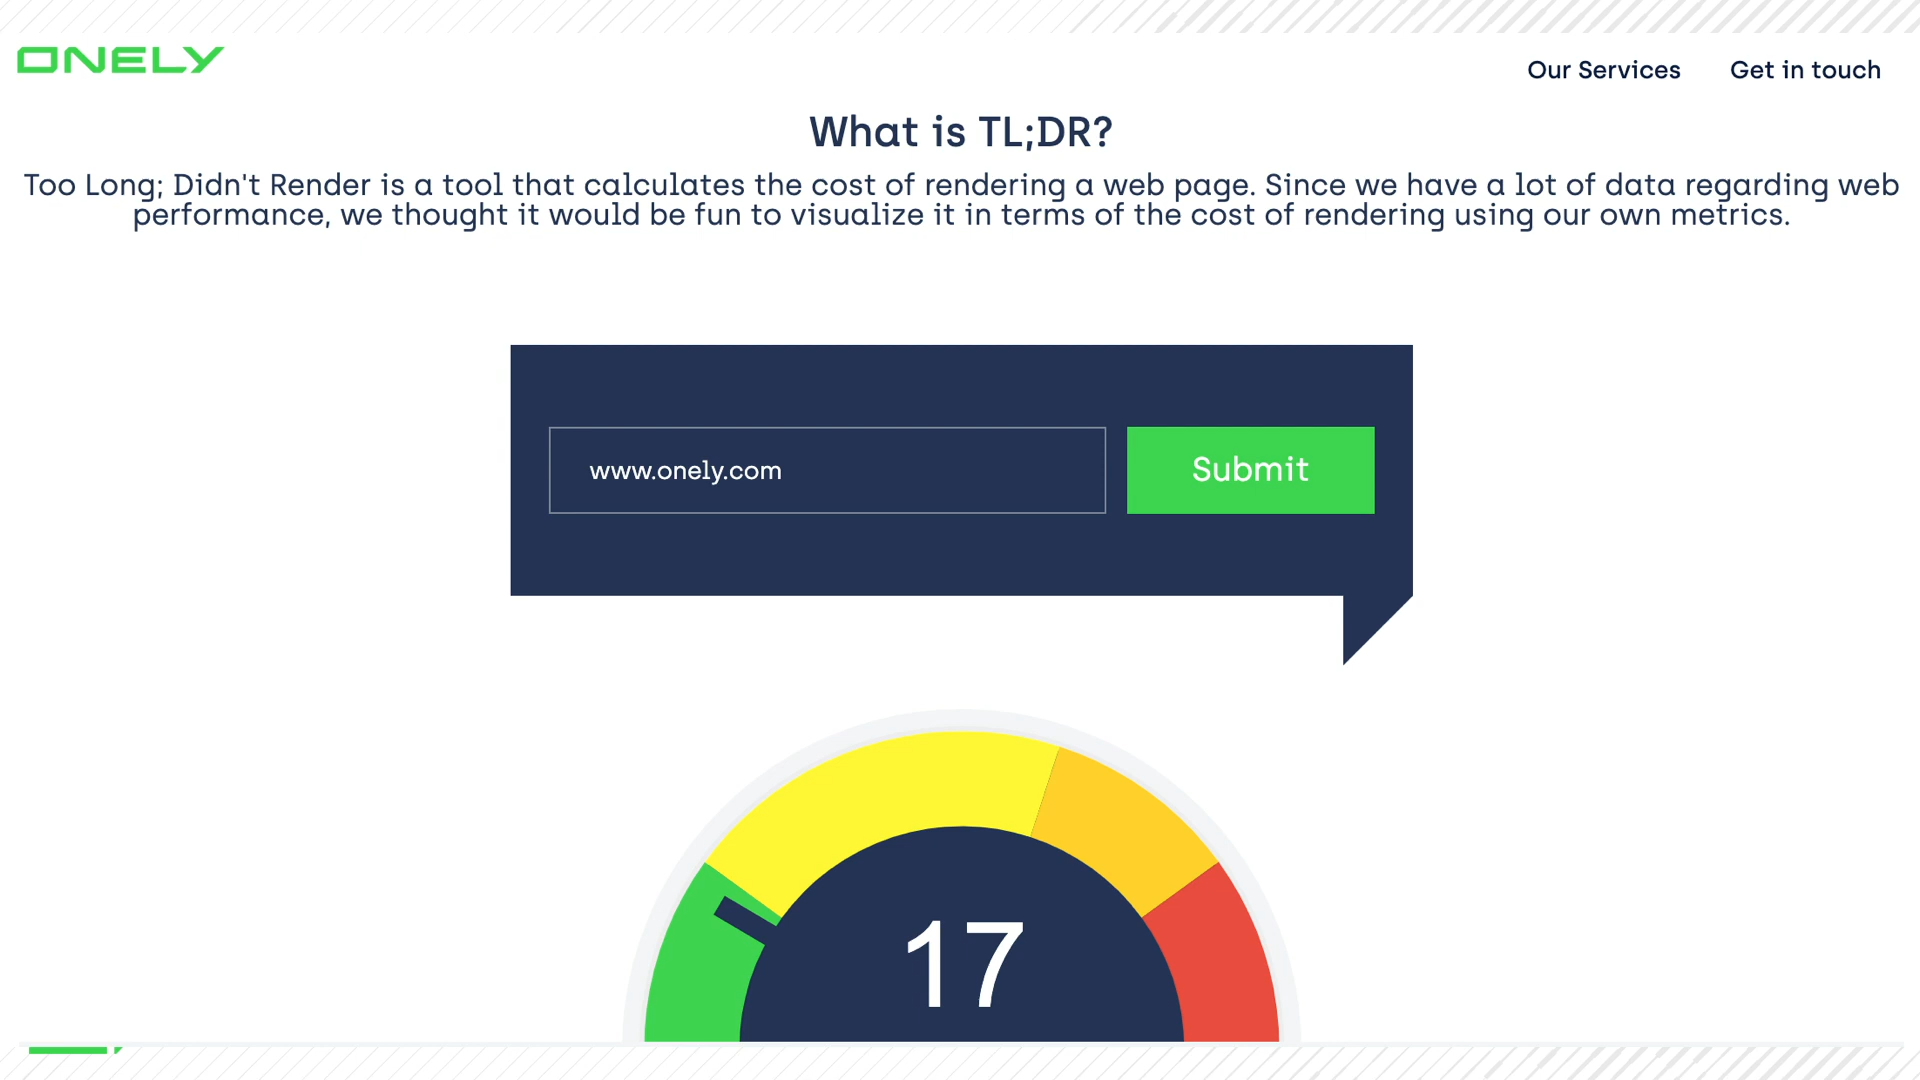 ONELY
Our Services
Get in touch
What is TL;DR?
Too Long; Didn't Render is a tool that calculates the cost of rendering a web page. Since we have a lot of data regarding web
performance, we thought it would be fun to visualize it in terms of the cost of rendering using our own metrics.
www.onely.com
Submit
17